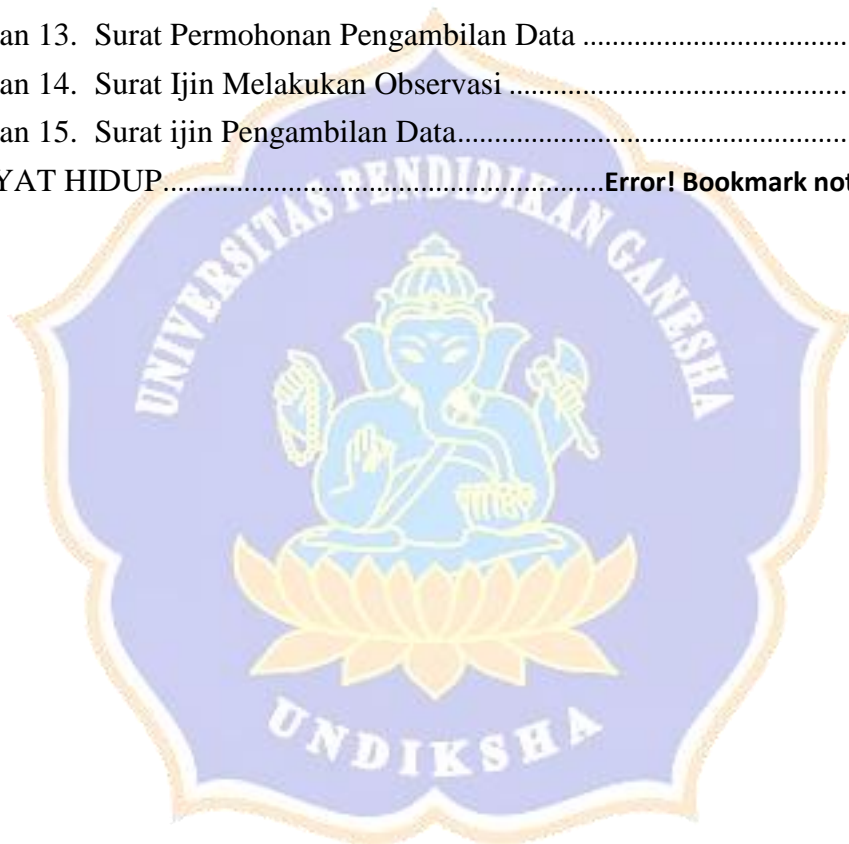 an 13. Surat Permohonan Pengambilan Data ....................................
an 14. Surat Ijin Melakukan Observasi ..............................................
an 15. Surat ijin Pengambilan Data.....................................................
YAT HIDUP............................................................Error! Bookmark not
UNIVERSITAS PENDIDIKAN GANESHA
UNDIKSHA